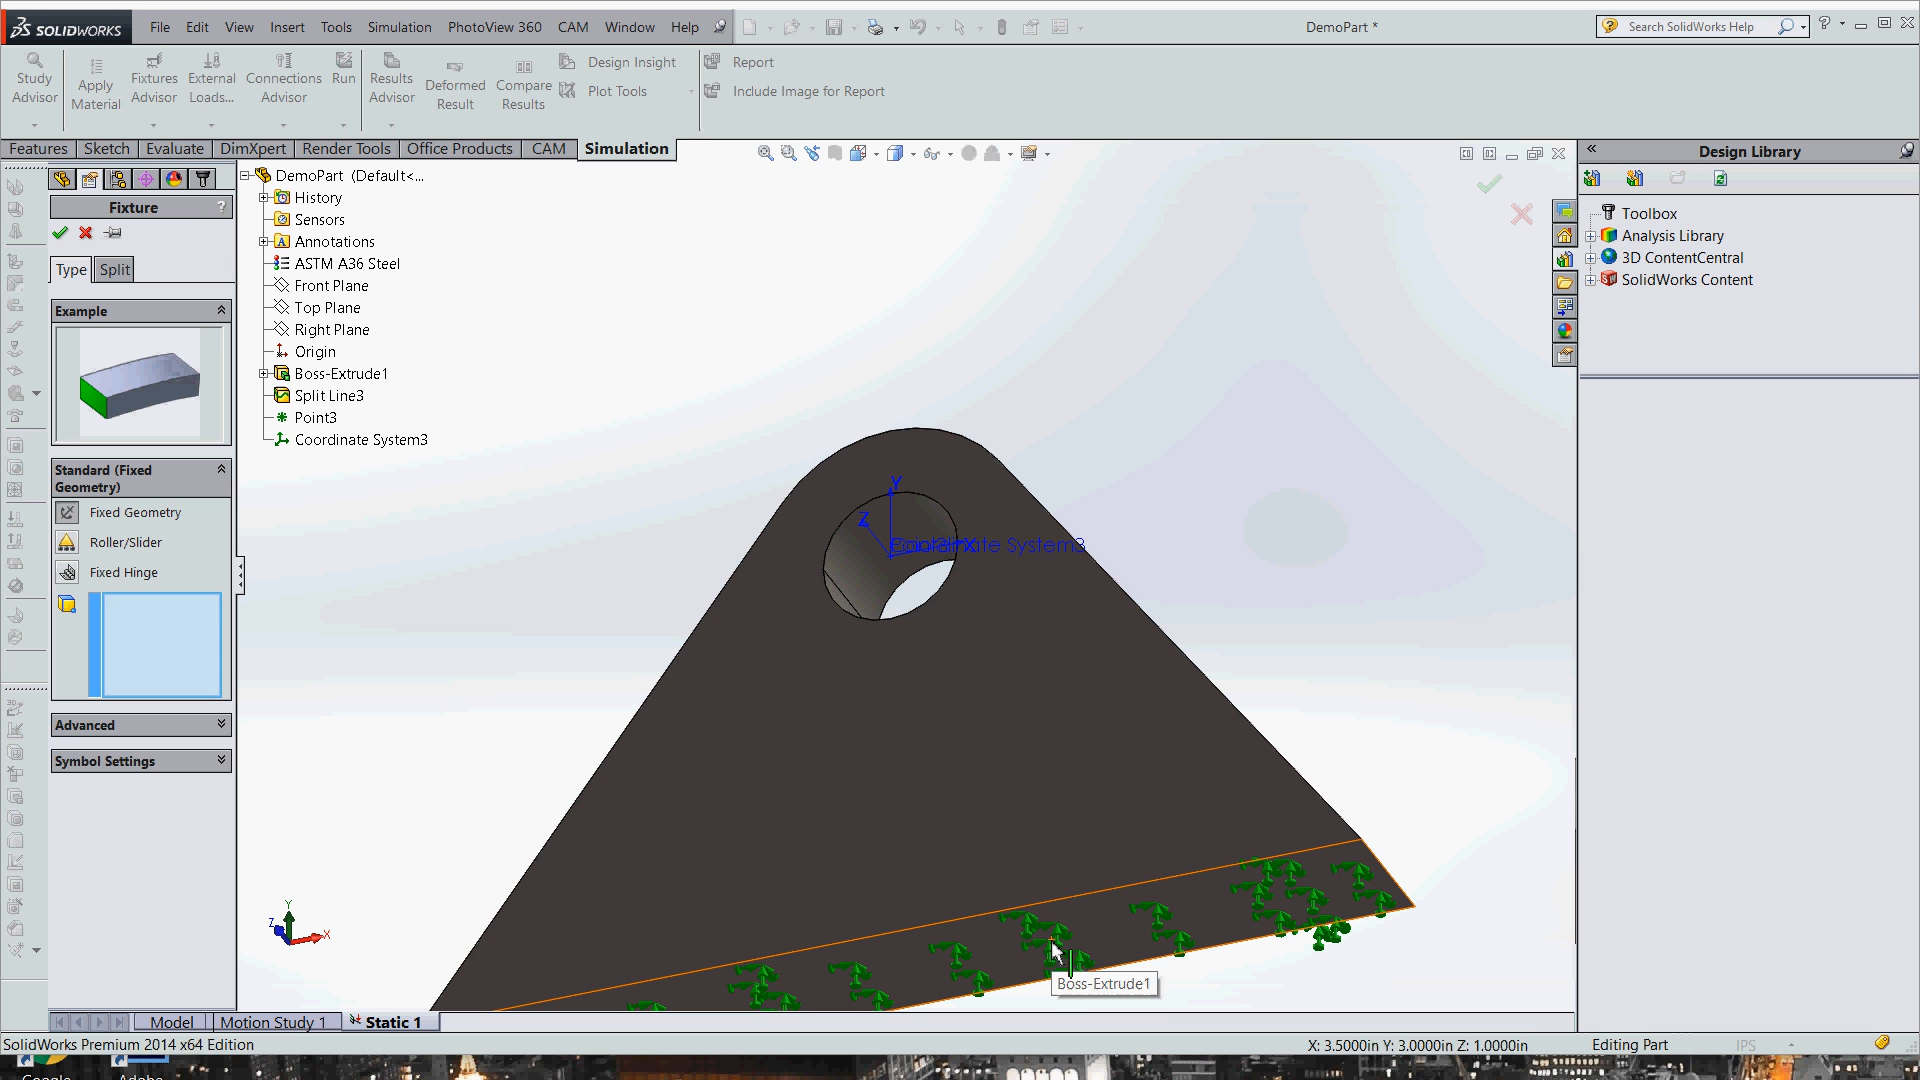 SOLIDWORKS File Edit View Insert Tools Simulation PhotoView 360 CAM Window Help DemoPart * Search SolidWorks Help ?
Study Advisor
Apply Material
Fixtures Advisor
External Loads...
Connections Advisor
Run
Results Advisor
Deformed Result
Compare Results
Design Insight
Plot Tools
Report
Include Image for Report
Features Sketch Evaluate DimXpert Render Tools Office Products CAM Simulation
Fixture ?
Type Split
Example
Standard (Fixed
Geometry)
Fixed Geometry
Roller/Slider
Fixed Hinge
Advanced
Symbol Settings
DemoPart (Default<...
History
Sensors
Annotations
ASTM A36 Steel
Front Plane
Top Plane
Right Plane
Origin
Boss-Extrude1
Split Line3
Point3
Coordinate System3
Y
Z
X
Coordinate System3
Boss-Extrude1
Y
Z
X
Design Library
Toolbox
Analysis Library
3D ContentCentral
SolidWorks Content
Model Motion Study 1 Static 1
SolidWorks Premium 2014 x64 Edition X: 3.5000in Y: 3.0000in Z: 1.0000in Editing Part IPS
Google Adobe